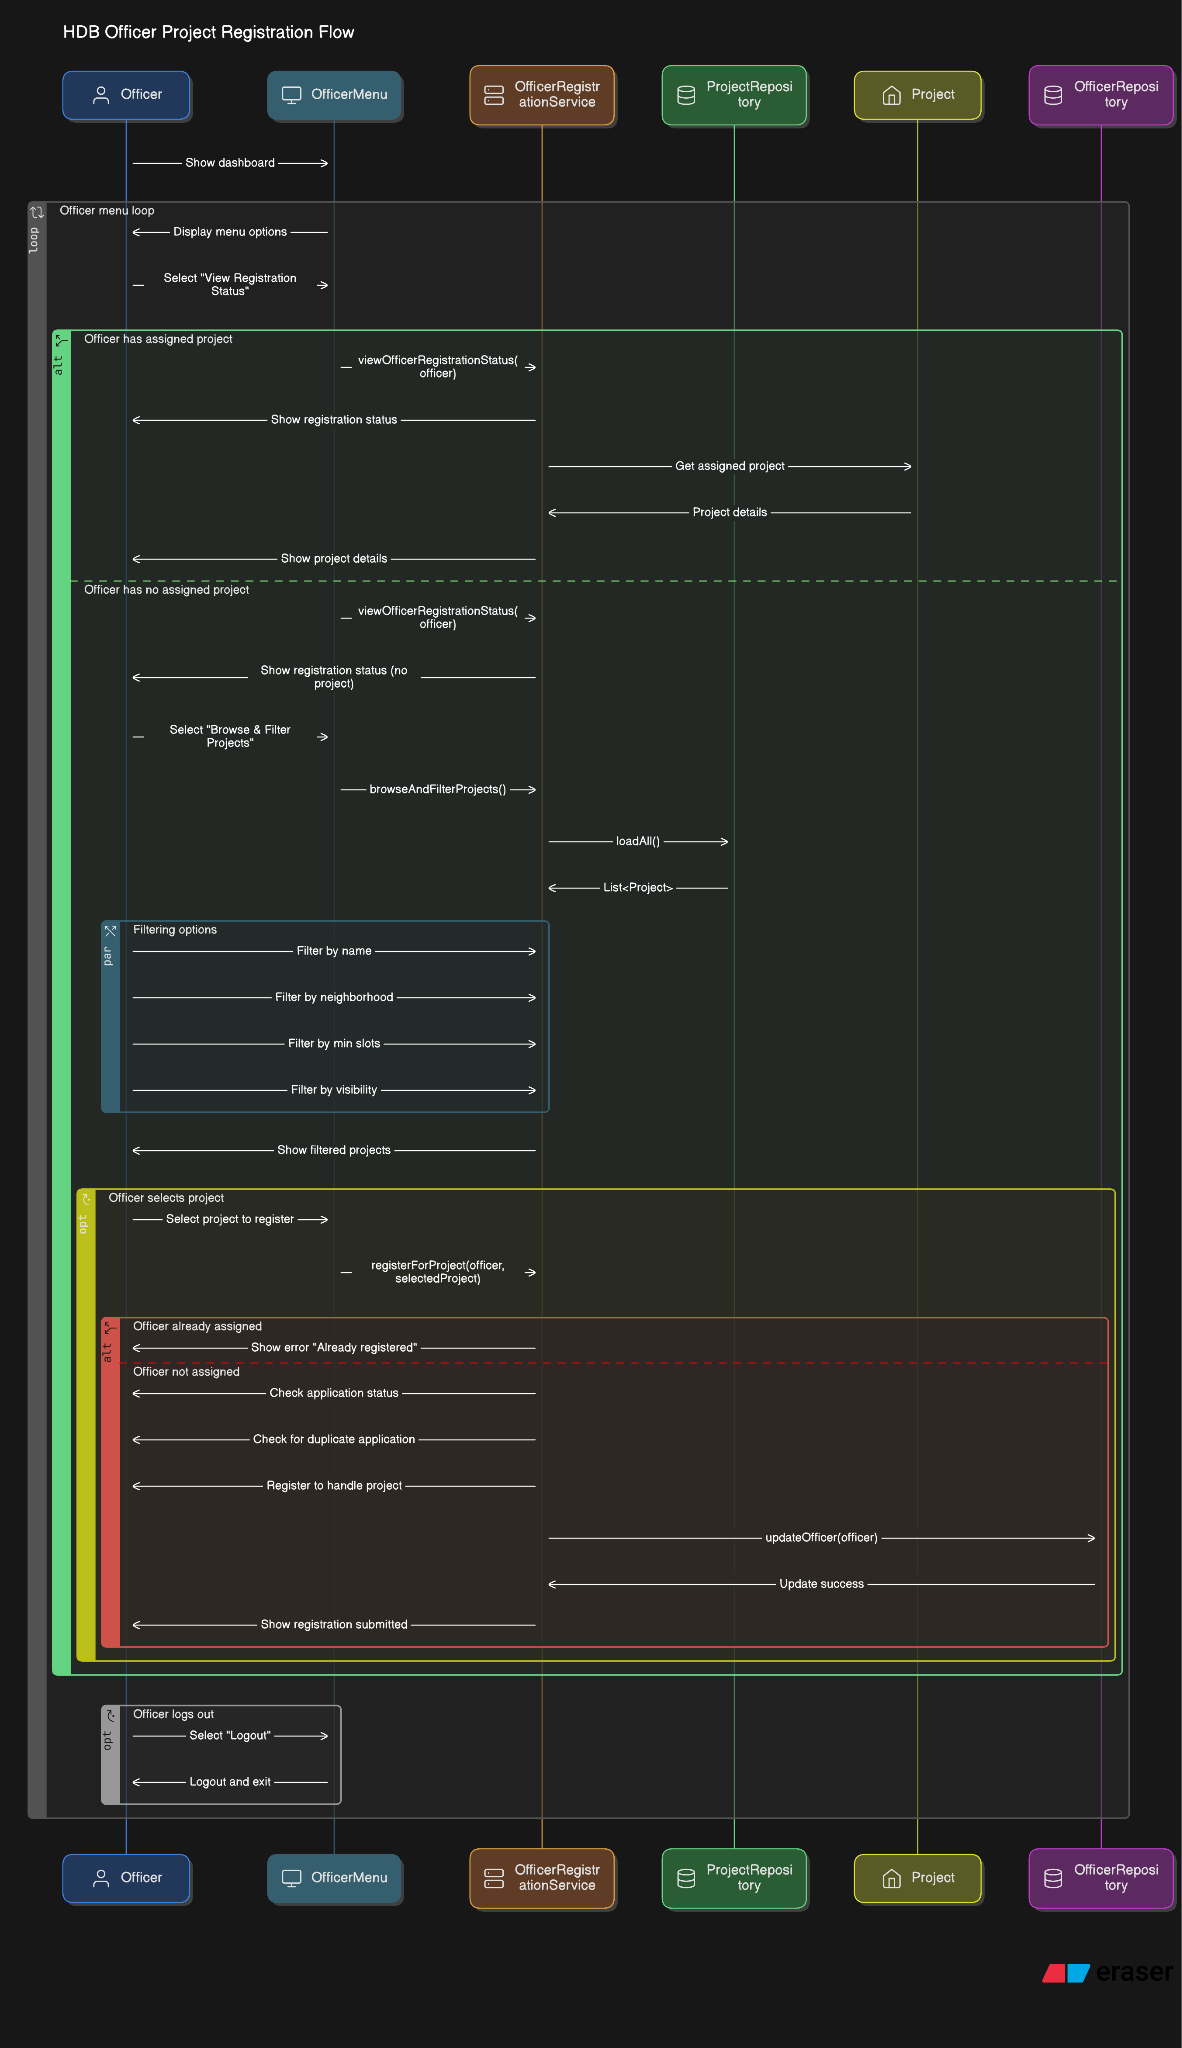 HDB Officer Project Registration Flow
Officer
OfficerMenu
OfficerRegistr
ationService
ProjectReposi
tory
Project
OfficerReposi
tory
Show dashboard
loop
Officer menu loop
Display menu options
Select "View Registration
Status"
alt
Officer has assigned project
viewOfficerRegistrationStatus(
officer)
Show registration status
Get assigned project
Project details
Show project details
Officer has no assigned project
viewOfficerRegistrationStatus(
officer)
Show registration status (no
project)
Select "Browse & Filter
Projects"
browseAndFilterProjects()
loadAll()
List<Project>
par
Filtering options
Filter by name
Filter by neighborhood
Filter by min slots
Filter by visibility
Show filtered projects
opt
Officer selects project
Select project to register
registerForProject(officer,
selectedProject)
alt
Officer already assigned
Show error "Already registered"
Officer not assigned
Check application status
Check for duplicate application
Register to handle project
updateOfficer(officer)
Update success
Show registration submitted
opt
Officer logs out
Select "Logout"
Logout and exit
Officer
OfficerMenu
OfficerRegistr
ationService
ProjectReposi
tory
Project
OfficerReposi
tory
eraser